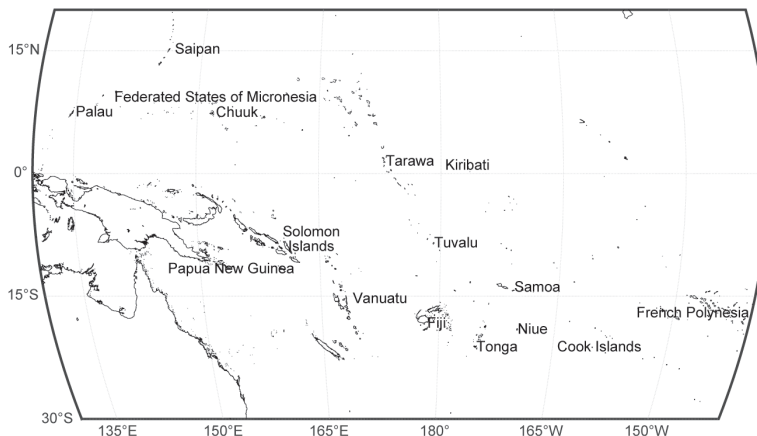 15°N
Saipan
Federated States of Micronesia
Palau
Chuuk
Tarawa
Kiribati
0°
Solomon
Islands
Tuvalu
Papua New Guinea
Samoa
15°S
Vanuatu
French Polynesia
Fiji
Niue
Tonga
Cook Islands
30°S
135°E
150°E
165°E
180°
165°W
150°W